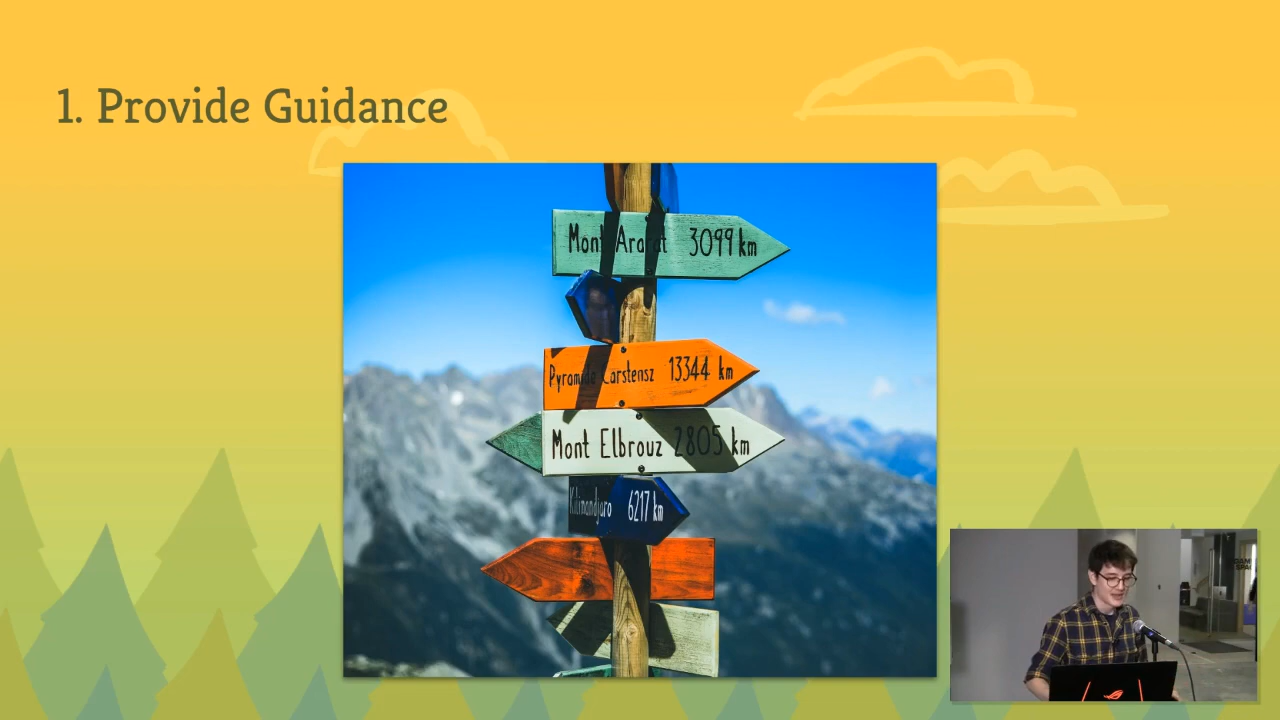 1. Provide Guidance
Mont Ararat 3099 km
Pyramide Carstensz 13344 km
Mont Elbrouz 2805 km
Kilimandjaro 6217 km